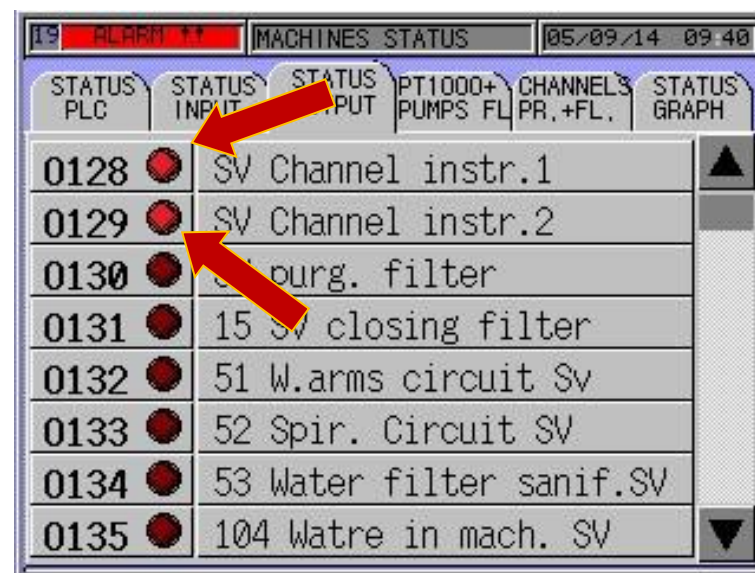 19 ALARM MACHINES STATUS 05/09/14 09:40
STATUS PLC
STATUS INPUT
STATUS OUTPUT
PT1000+ PUMPS FL
CHANNELS PR.+FL.
STATUS GRAPH
0128 SV Channel instr.1
0129 SV Channel instr.2
0130 purg. filter
0131 15 SV closing filter
0132 51 W.arms circuit Sv
0133 52 Spir. Circuit SV
0134 53 Water filter sanif.SV
0135 104 Watre in mach. SV